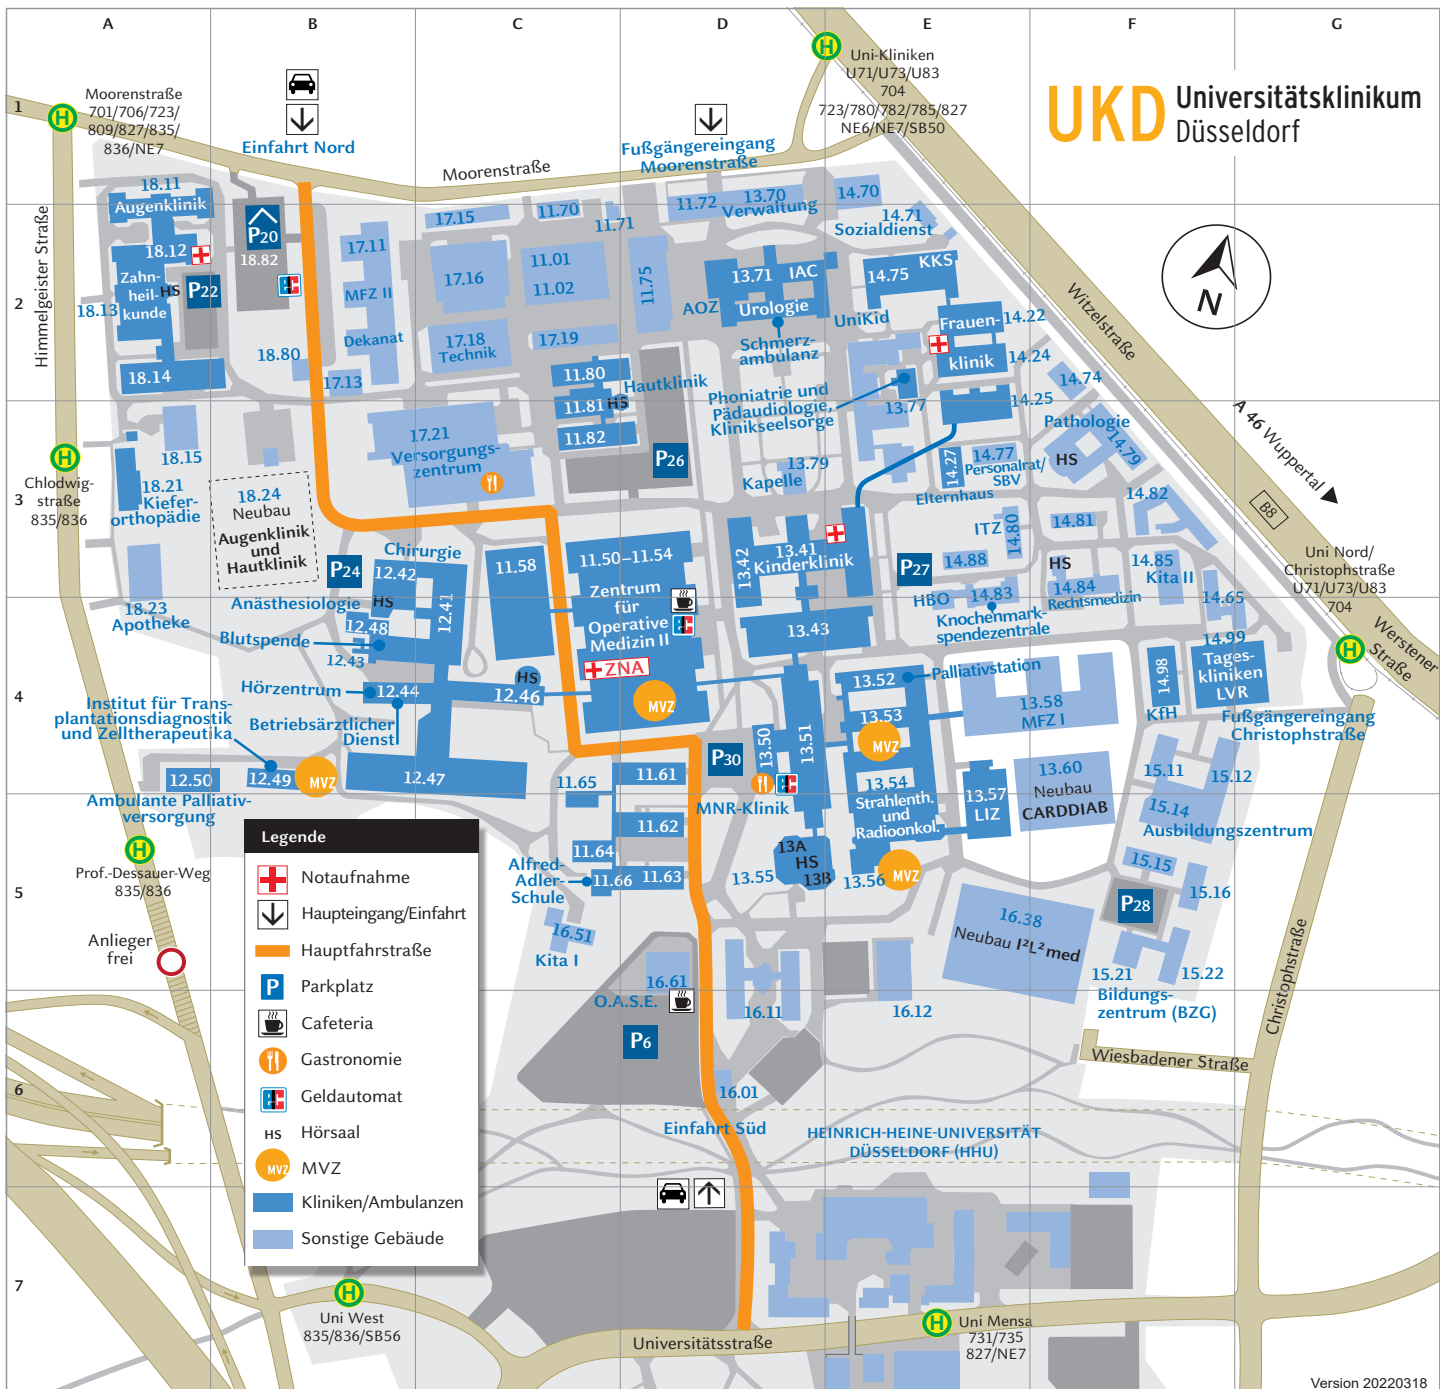 A
B
C
D
E
F
G
1
2
3
4
5
6
7
UKD Universitätsklinikum
Düsseldorf
Moorenstraße
701/706/723/
809/827/835/
836/NE7
Einfahrt Nord
Moorenstraße
Fußgängereingang
Moorenstraße
Uni-Kliniken
U71/U73/U83
704
723/780/782/785/827
NE6/NE7/SB50
Himmelgeister Straße
Witzelstraße
A 46 Wuppertal
B8
N
18.11
Augenklinik
18.12
Zahn-
heil-
kunde
HS
P22
18.13
18.14
P20
18.82
18.80
17.11
MFZ II
Dekanat
17.13
17.15
17.16
17.18
Technik
17.19
11.70
11.71
11.01
11.02
11.75
11.72
13.70
Verwaltung
14.70
14.71
Sozialdienst
13.71
IAC
AOZ
Urologie
Schmerz-
ambulanz
14.75
KKS
UniKid
Frauen-
klinik
14.22
14.24
14.25
14.74
11.80
11.81
HS
11.82
Hautklinik
P26
Phoniatrie und
Pädaudiologie,
Klinikseelsorge
13.77
13.79
Kapelle
Pathologie
HS
14.79
14.77
Personalrat/
SBV
14.27
Elternhaus
14.82
14.81
ITZ
14.80
14.88
HS
14.84
Rechtsmedizin
14.85
Kita II
14.65
HBO
14.83
Knochenmark-
spendezentrale
P27
Uni Nord/
Christophstraße
U71/U73/U83
704
Werstener
Straße
Chlodwig-
straße
835/836
18.15
18.21
Kiefer-
orthopädie
18.23
Apotheke
18.24
Neubau
Augenklinik
und
Hautklinik
17.21
Versorgungs-
zentrum
P24
Chirurgie
12.42
Anästhesiologie
HS
12.41
12.48
Blutspende
12.43
Hörzentrum
12.44
Betriebsärztlicher
Dienst
Institut für Trans-
plantationsdiagnostik
und Zelltherapeutika
12.50
12.49
MVZ
Ambulante Palliativ-
versorgung
12.47
HS
12.46
11.58
11.50–11.54
Zentrum
für
Operative
Medizin II
ZNA
MVZ
13.42
13.41
Kinderklinik
13.43
13.52
Palliativstation
13.53
MVZ
13.54
Strahlenth.
und
Radioonkol.
13.50
13.51
P30
MNR-Klinik
13.57
LIZ
13.58
MFZ I
13.60
Neubau
CARDDIAB
14.98
KfH
14.99
Tages-
kliniken
LVR
Fußgängereingang
Christophstraße
11.65
11.61
11.62
11.64
11.66
11.63
Alfred-
Adler-
Schule
16.51
Kita I
13A
HS
13B
13.55
13.56
MVZ
15.11
15.12
15.14
Ausbildungszentrum
15.15
15.16
P28
15.21
15.22
Bildungs-
zentrum (BZG)
16.38
Neubau I²L²med
16.61
O.A.S.E.
P6
16.11
16.12
16.01
Einfahrt Süd
HEINRICH-HEINE-UNIVERSITÄT
DÜSSELDORF (HHU)
Wiesbadener Straße
Christophstraße
Prof.-Dessauer-Weg
835/836
Anlieger
frei
Legende
Notaufnahme
Haupteingang/Einfahrt
Hauptfahrstraße
P Parkplatz
Cafeteria
Gastronomie
Geldautomat
HS Hörsaal
MVZ MVZ
Kliniken/Ambulanzen
Sonstige Gebäude
Uni West
835/836/SB56
Universitätsstraße
Uni Mensa
731/735
827/NE7
Version 20220318